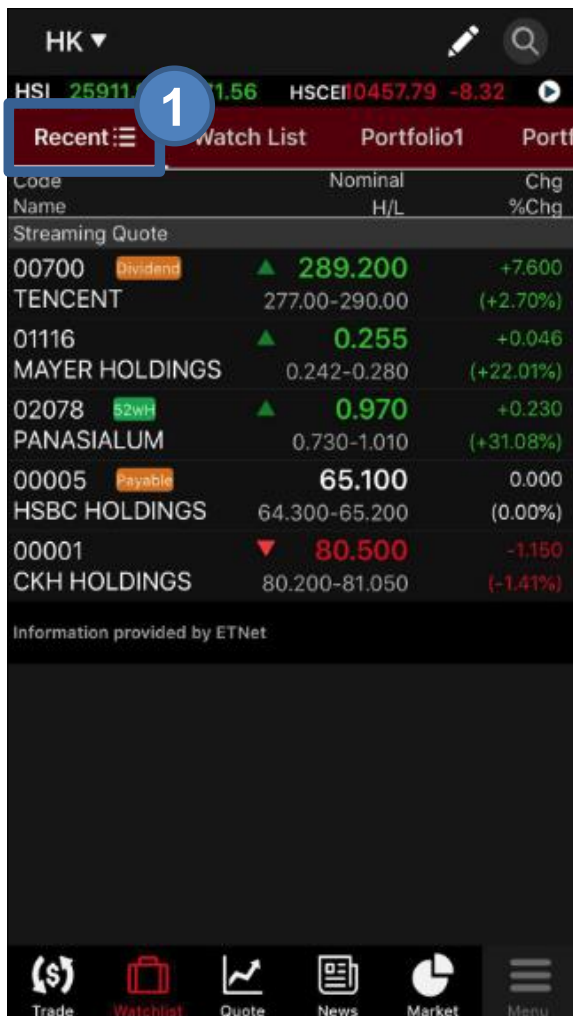 HK ▼
HSI 25911. 71.56 HSCEI 10457.79 -8.32
1
Recent Watch List Portfolio1 Portf
Code Nominal Chg
Name H/L %Chg
Streaming Quote
00700 Dividend ▲ 289.200 +7.600
TENCENT 277.00-290.00 (+2.70%)
01116 ▲ 0.255 +0.046
MAYER HOLDINGS 0.242-0.280 (+22.01%)
02078 52wH ▲ 0.970 +0.230
PANASIALUM 0.730-1.010 (+31.08%)
00005 Payable 65.100 0.000
HSBC HOLDINGS 64.300-65.200 (0.00%)
00001 ▼ 80.500 -1.150
CKH HOLDINGS 80.200-81.050 (-1.41%)
Information provided by ETNet
Trade Watchlist Quote News Market Menu